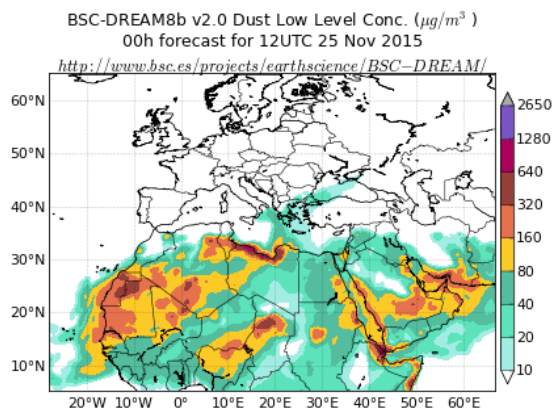 BSC-DREAM8b v2.0 Dust Low Level Conc. (μg/m³ )
00h forecast for 12UTC 25 Nov 2015
http://www.bsc.es/projects/earthscience/BSC−DREAM/
60°N
50°N
40°N
30°N
20°N
10°N
20°W 10°W 0° 10°E 20°E 30°E 40°E 50°E 60°E
2650
1280
640
320
160
80
40
20
10